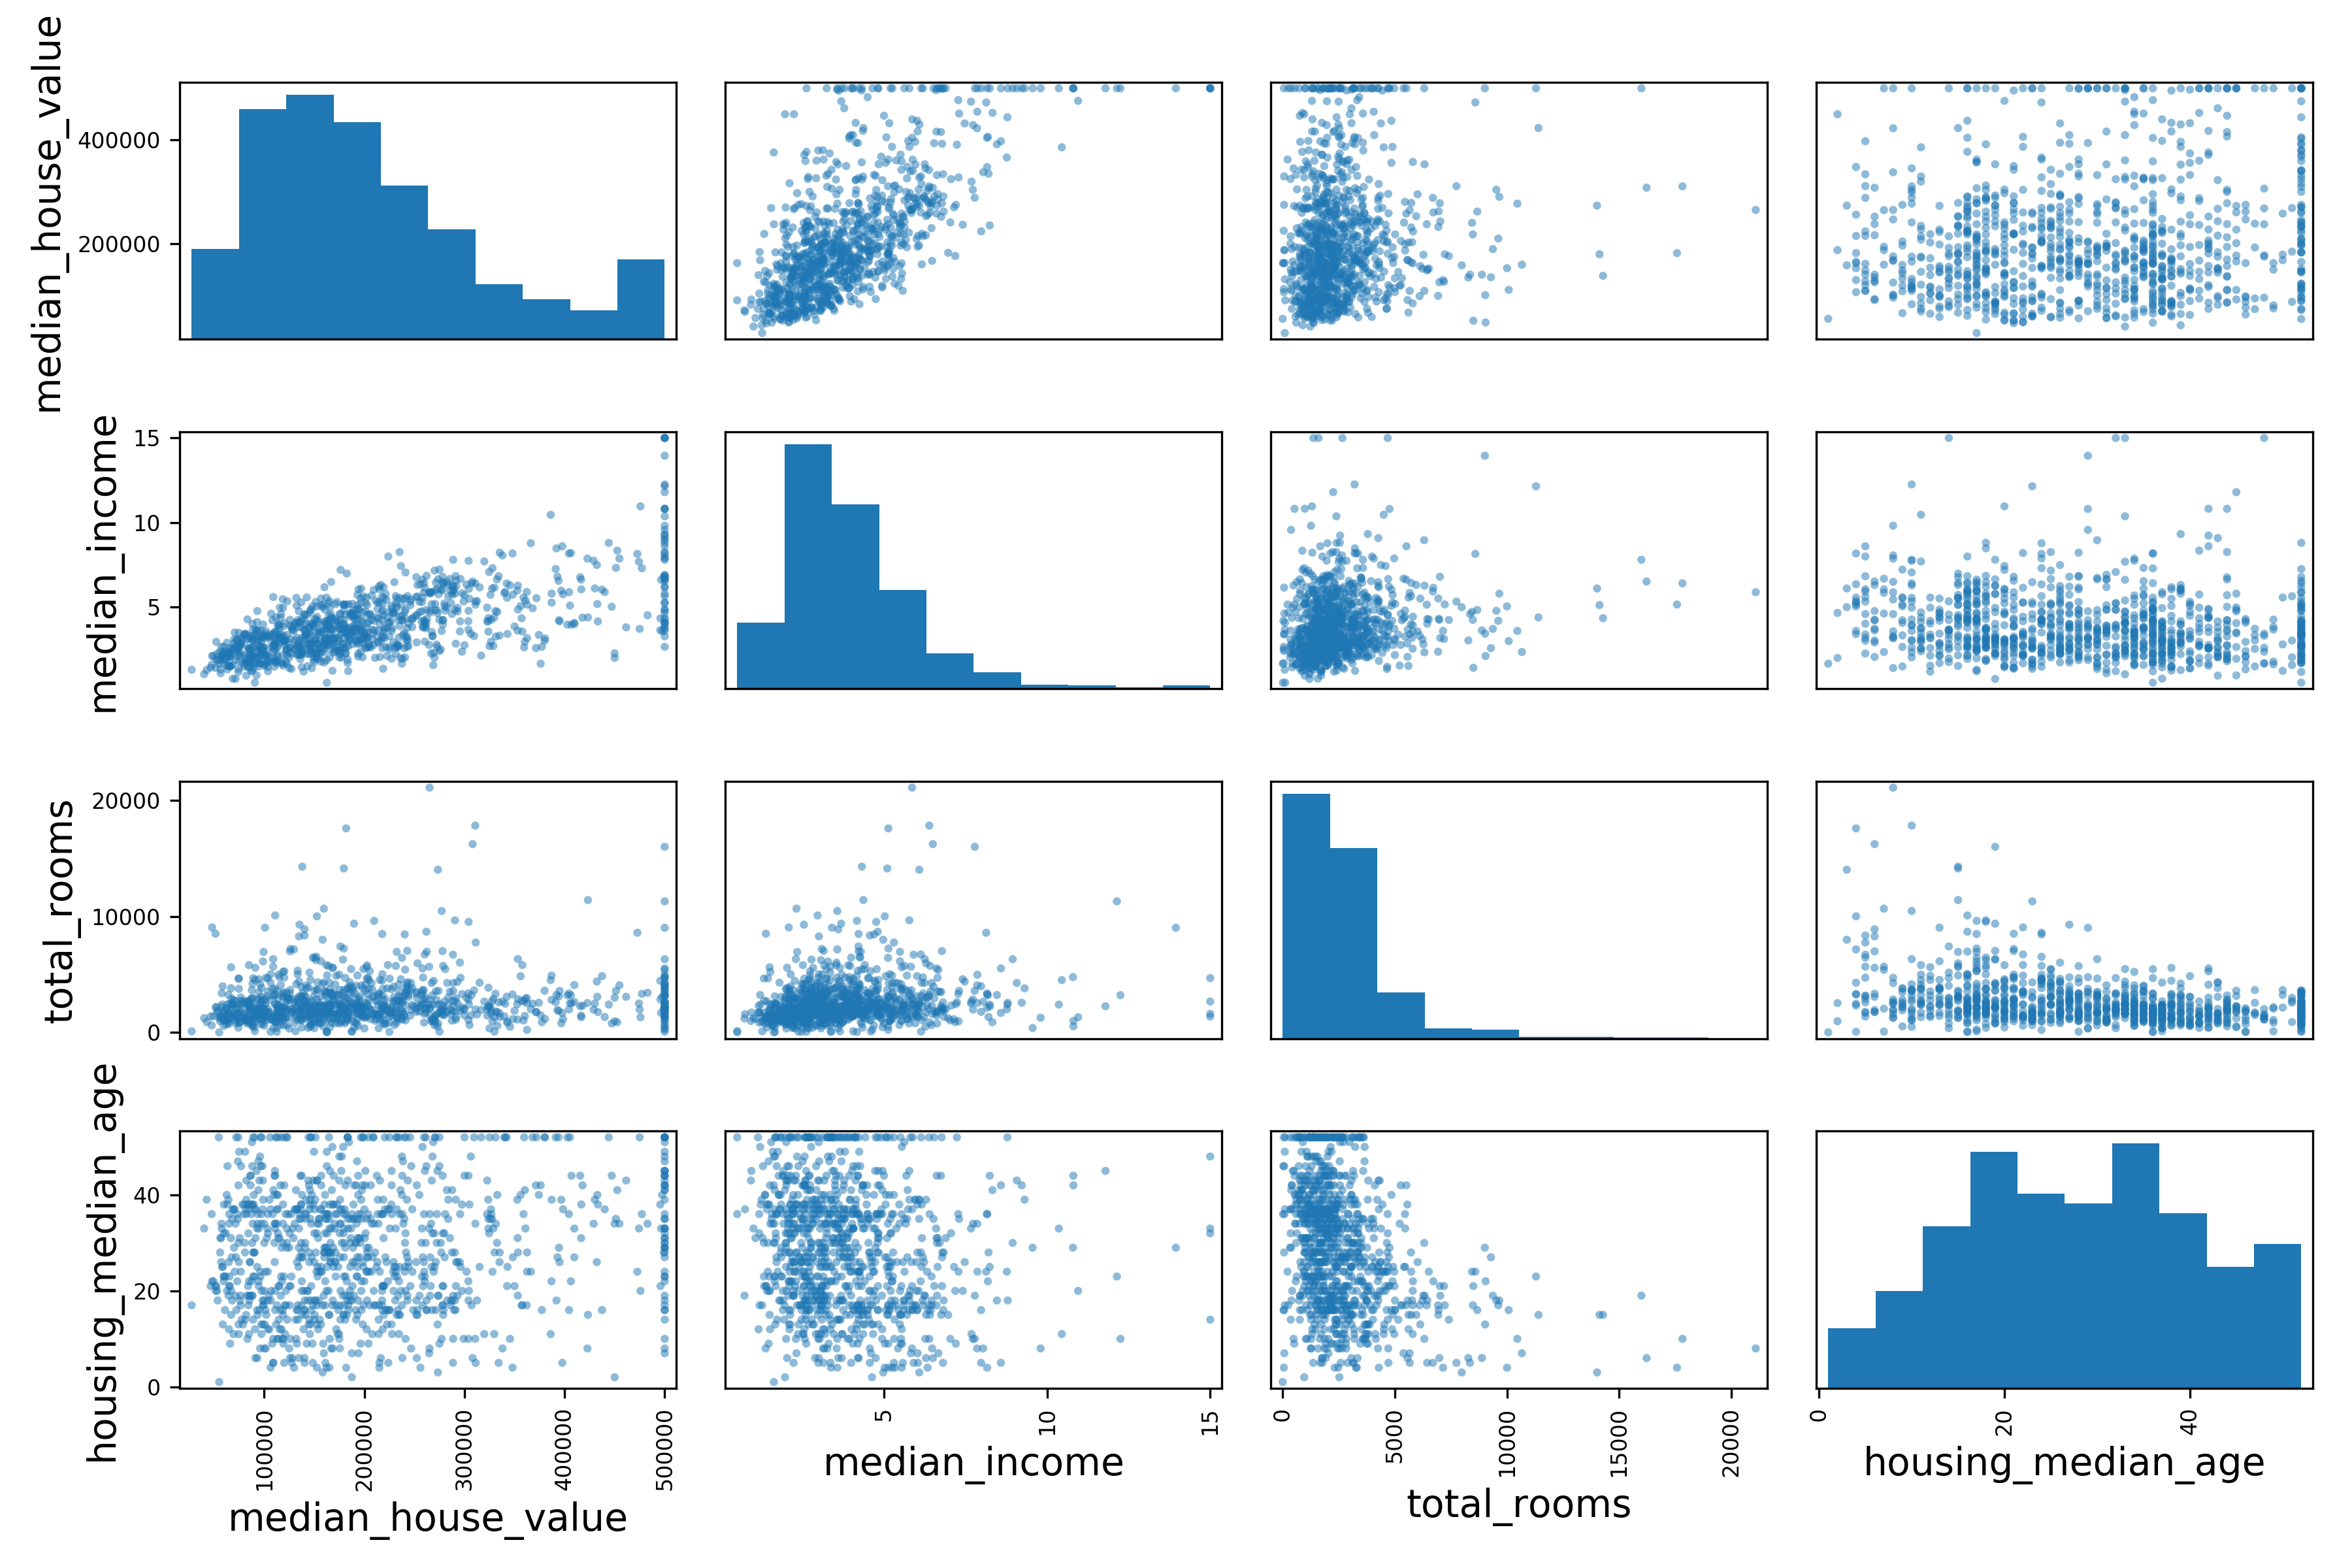 median_house_value
400000
200000
median_income
15
10
5
total_rooms
20000
10000
0
housing_median_age
40
20
0
100000 200000 300000 400000 500000
5 10 15
0 5000 10000 15000 20000
0 20 40
median_house_value
median_income
total_rooms
housing_median_age